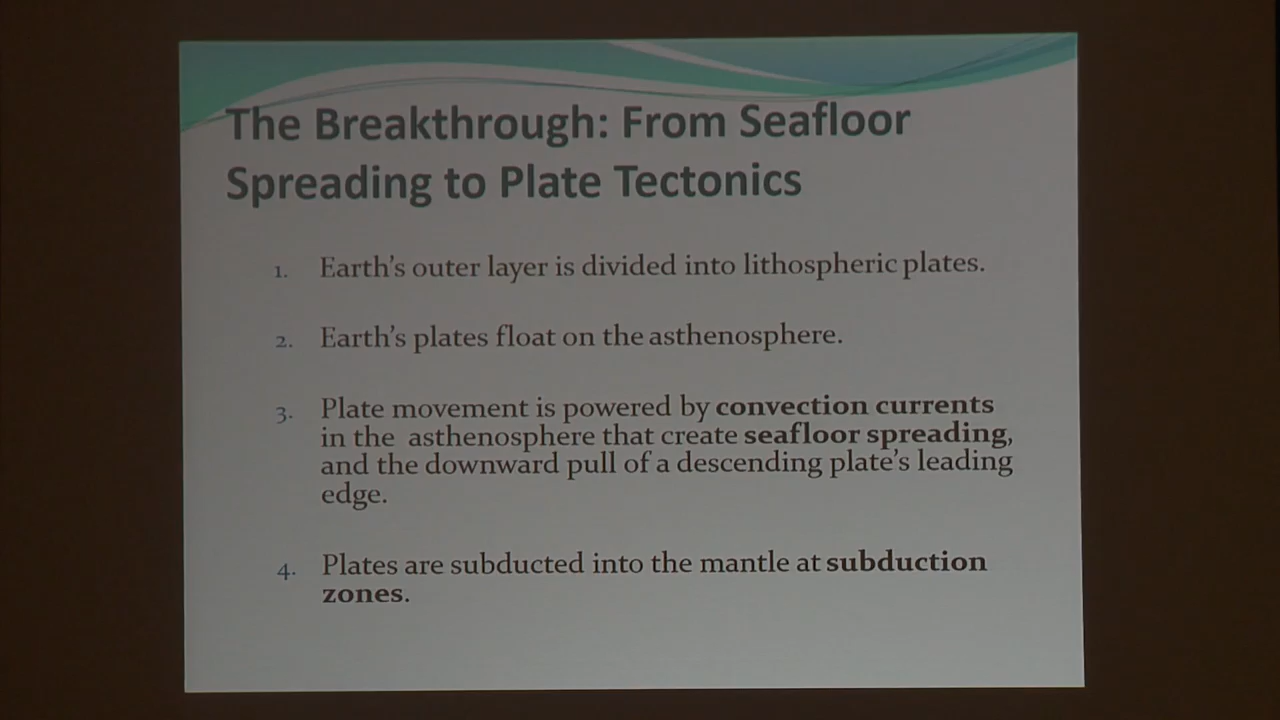 The Breakthrough: From Seafloor
Spreading to Plate Tectonics
1. Earth's outer layer is divided into lithospheric plates.
2. Earth's plates float on the asthenosphere.
3. Plate movement is powered by convection currents
in the asthenosphere that create seafloor spreading,
and the downward pull of a descending plate's leading
edge.
4. Plates are subducted into the mantle at subduction
zones.